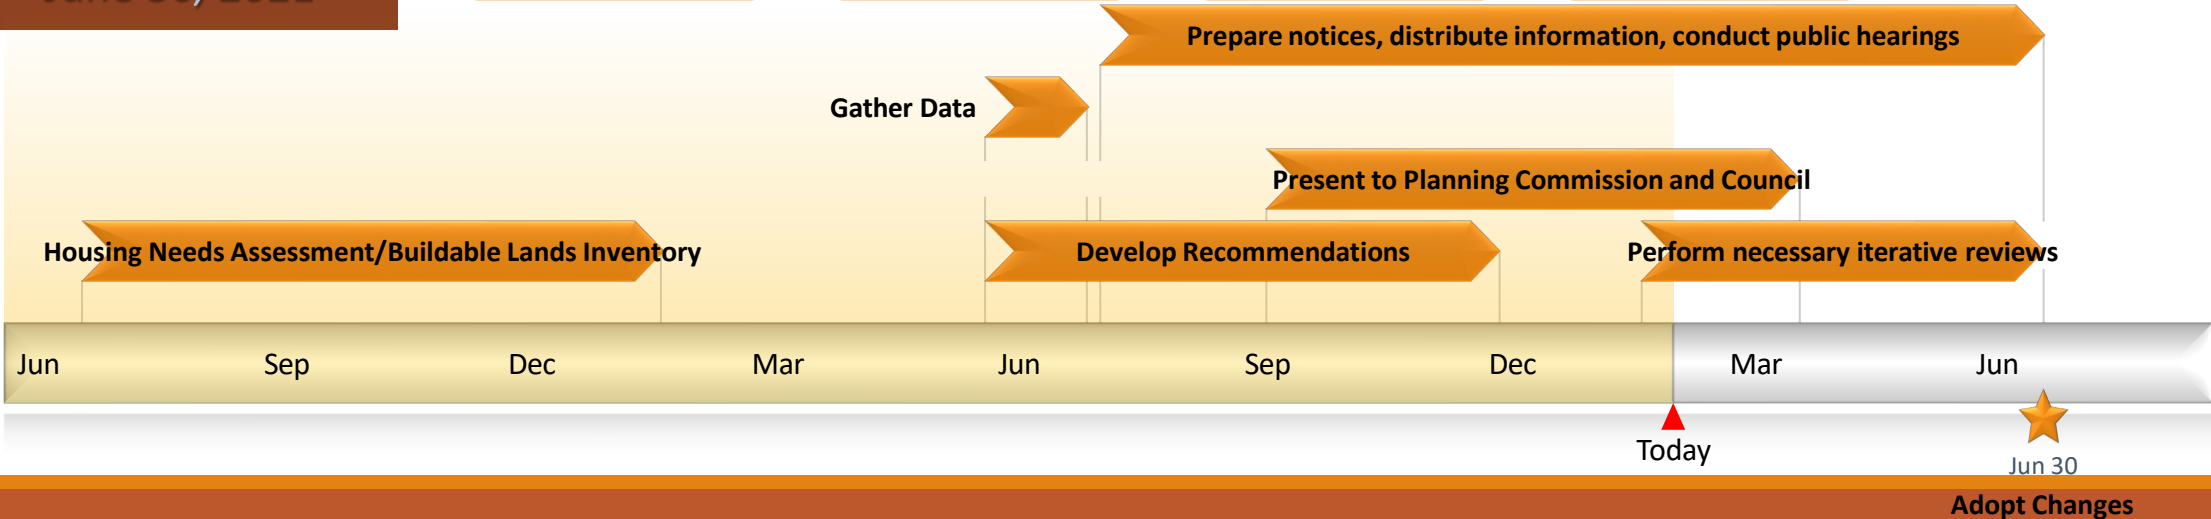 Prepare notices, distribute information, conduct public hearings
Gather Data
Present to Planning Commission and Council
Housing Needs Assessment/Buildable Lands Inventory
Develop Recommendations
Perform necessary iterative reviews
Jun
Sep
Dec
Mar
Jun
Sep
Dec
Mar
Jun
Today
Jun 30
Adopt Changes